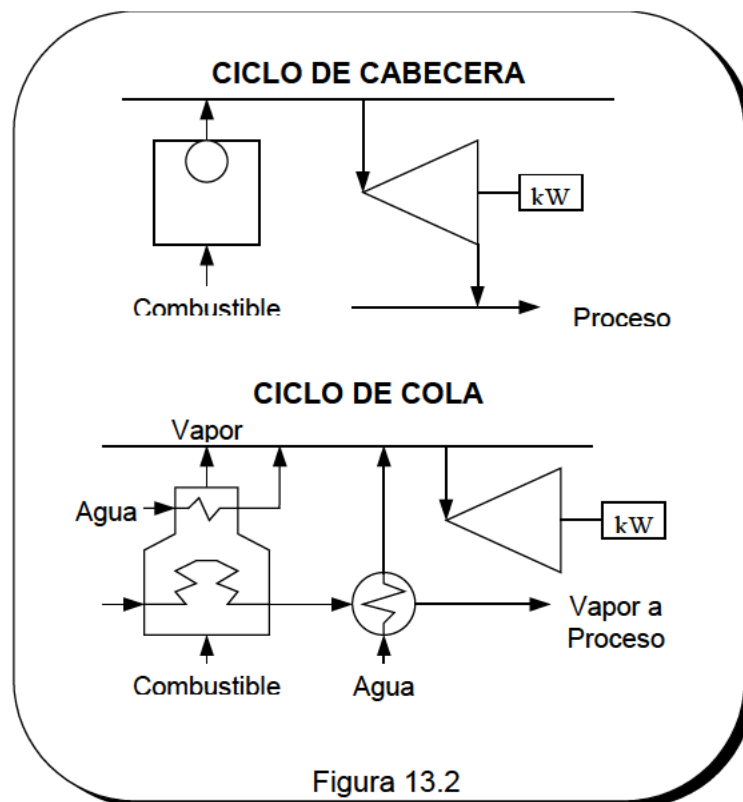 CICLO DE CABECERA
kW
Combustible
Proceso
CICLO DE COLA
Vapor
Agua
kW
Vapor a
Proceso
Combustible
Agua
Figura 13.2